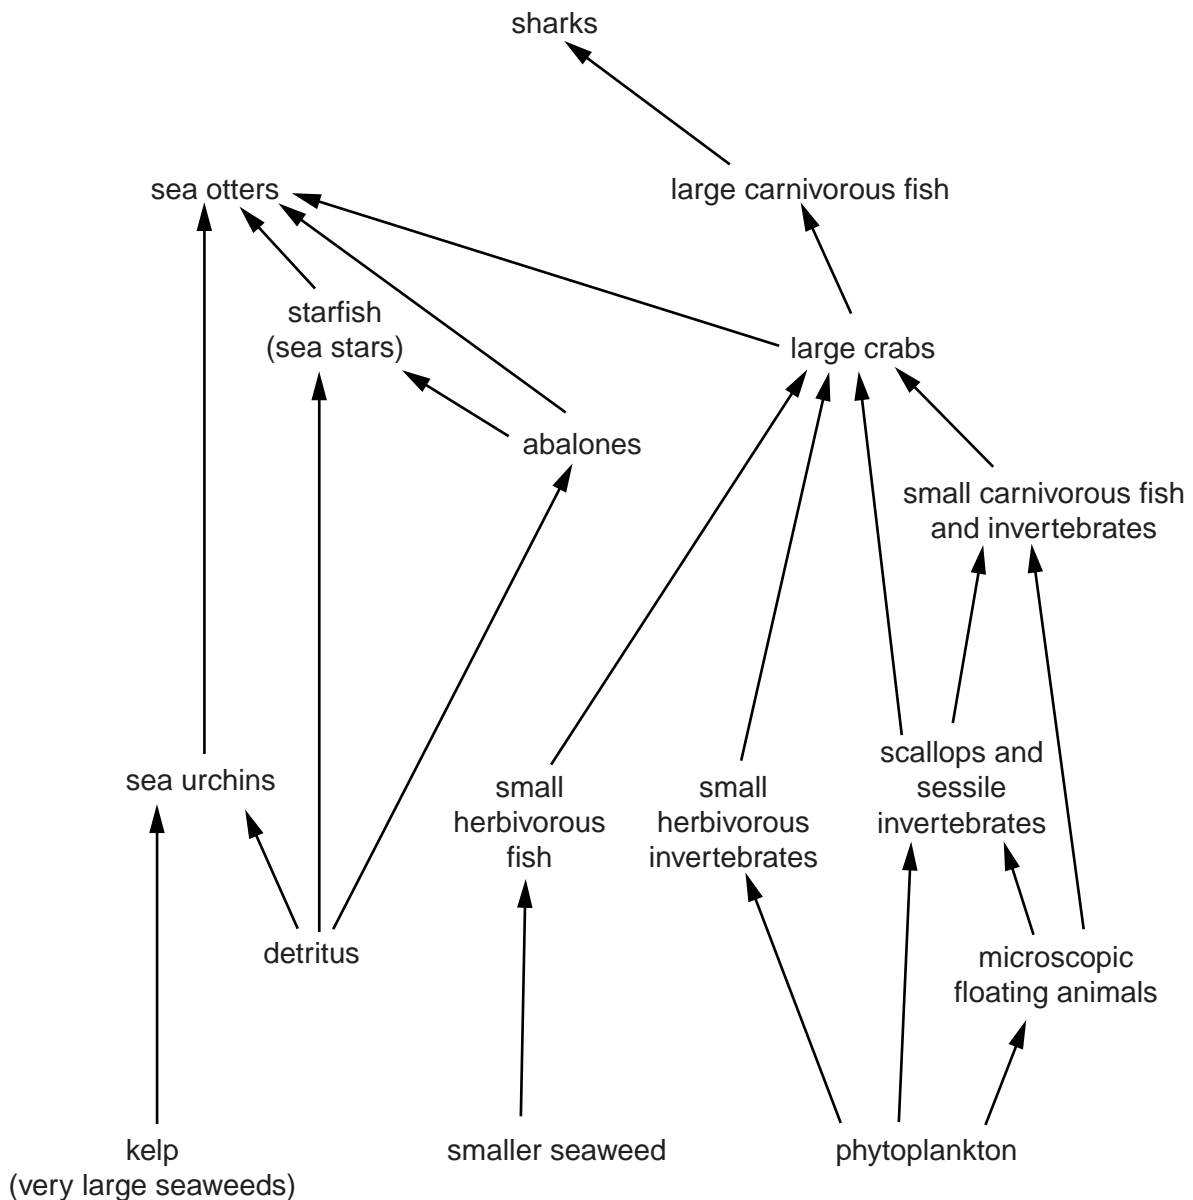 sharks
sea otters
large carnivorous fish
starfish
(sea stars)
large crabs
abalones
small carnivorous fish
and invertebrates
sea urchins
small
herbivorous
fish
small
herbivorous
invertebrates
scallops and
sessile
invertebrates
detritus
microscopic
floating animals
kelp
(very large seaweeds)
smaller seaweed
phytoplankton